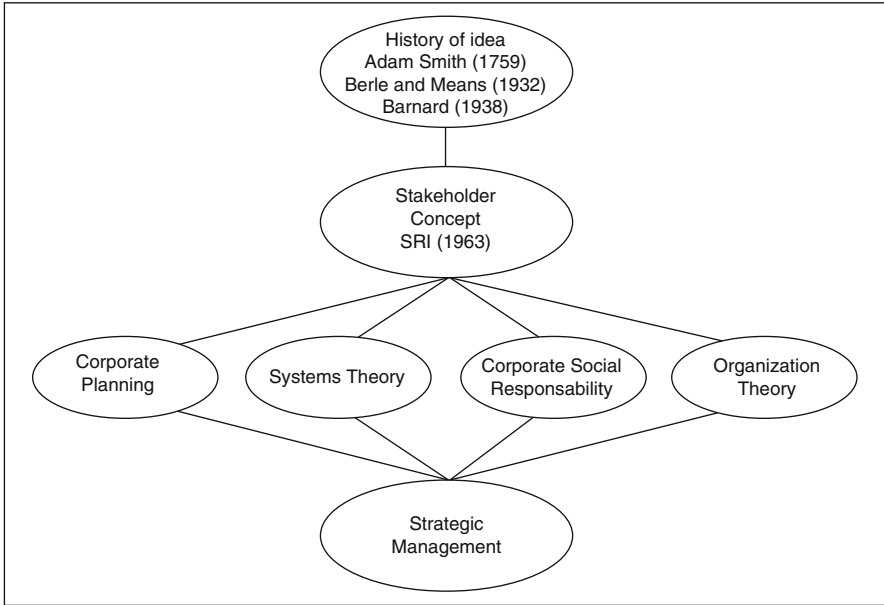 History of idea
Adam Smith (1759)
Berle and Means (1932)
Barnard (1938)
Stakeholder
Concept
SRI (1963)
Corporate
Planning
Systems Theory
Corporate Social
Responsability
Organization
Theory
Strategic
Management